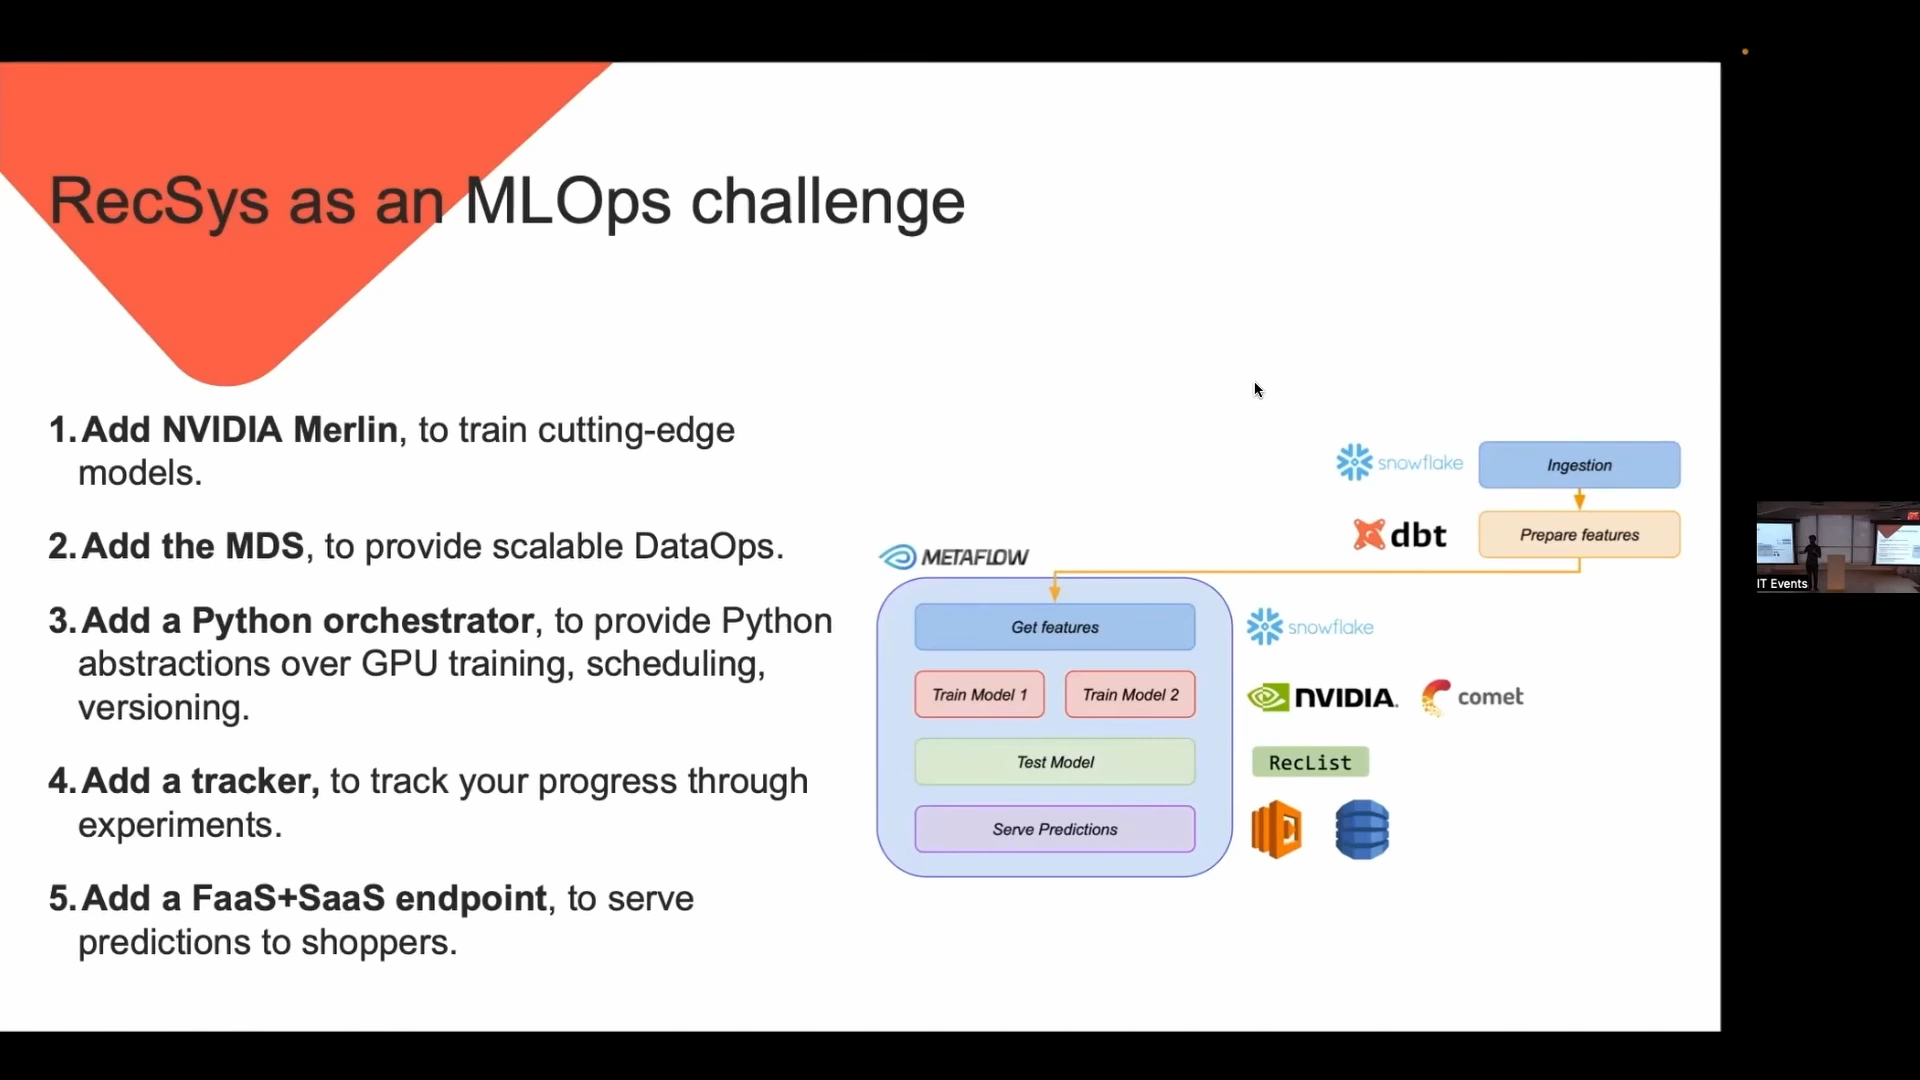 RecSys as an MLOps challenge
1. Add NVIDIA Merlin, to train cutting-edge
models.
2. Add the MDS, to provide scalable DataOps.
3. Add a Python orchestrator, to provide Python
abstractions over GPU training, scheduling,
versioning.
4. Add a tracker, to track your progress through
experiments.
5. Add a FaaS+SaaS endpoint, to serve
predictions to shoppers.
snowflake
Ingestion
dbt
Prepare features
METAFLOW
Get features
snowflake
Train Model 1
Train Model 2
NVIDIA.
comet
Test Model
RecList
Serve Predictions
IT Events